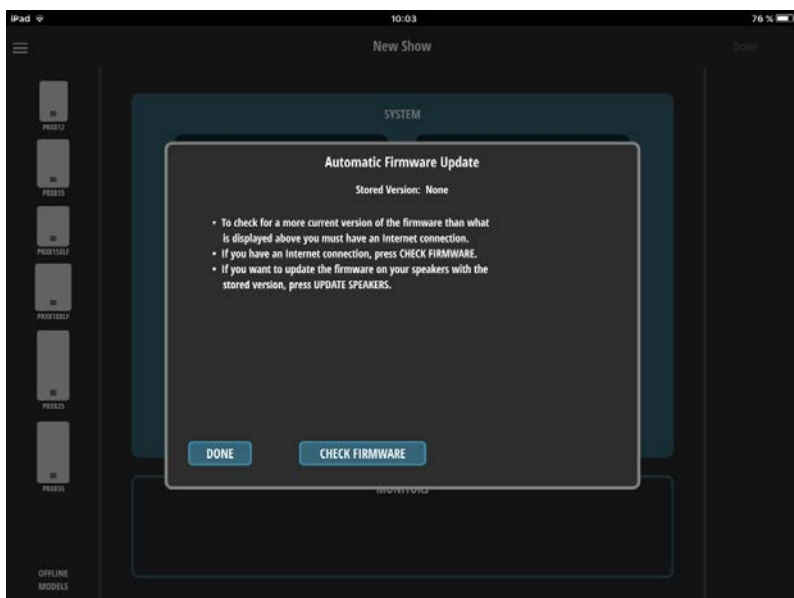 iPad 10:03 76 %
New Show Done
SYSTEM
PRX812
PRX815
PRX815XLF
PRX818XLF
PRX825
PRX835
OFFLINE
MODELS
Automatic Firmware Update
Stored Version: None
• To check for a more current version of the firmware than what
is displayed above you must have an Internet connection.
• If you have an Internet connection, press CHECK FIRMWARE.
• If you want to update the firmware on your speakers with the
stored version, press UPDATE SPEAKERS.
DONE CHECK FIRMWARE
MONITORS